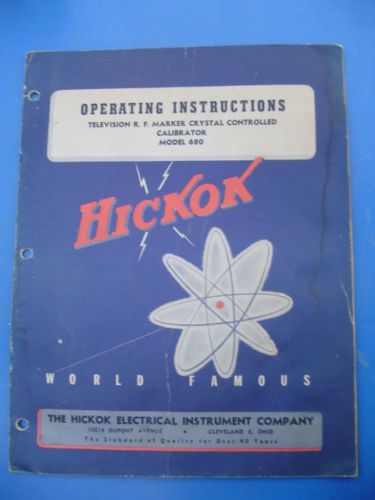 OPERATING INSTRUCTIONS
TELEVISION R. F. MARKER CRYSTAL CONTROLLED
CALIBRATOR
MODEL 680
HICKOK
WORLD FAMOUS
THE HICKOK ELECTRICAL INSTRUMENT COMPANY
10514 DUPONT AVENUE • CLEVELAND 8, OHIO
The Standard of Quality for Over 40 Years